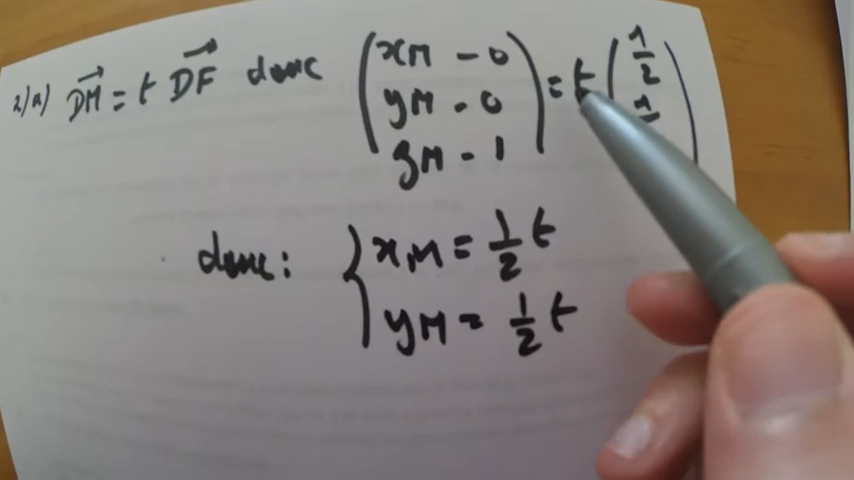 2)a) DM = t DF donc (xM - 0 = t (1/2
yM - 0 1
zM - 1)
donc : { xM = 1/2 t
yM = 1/2 t